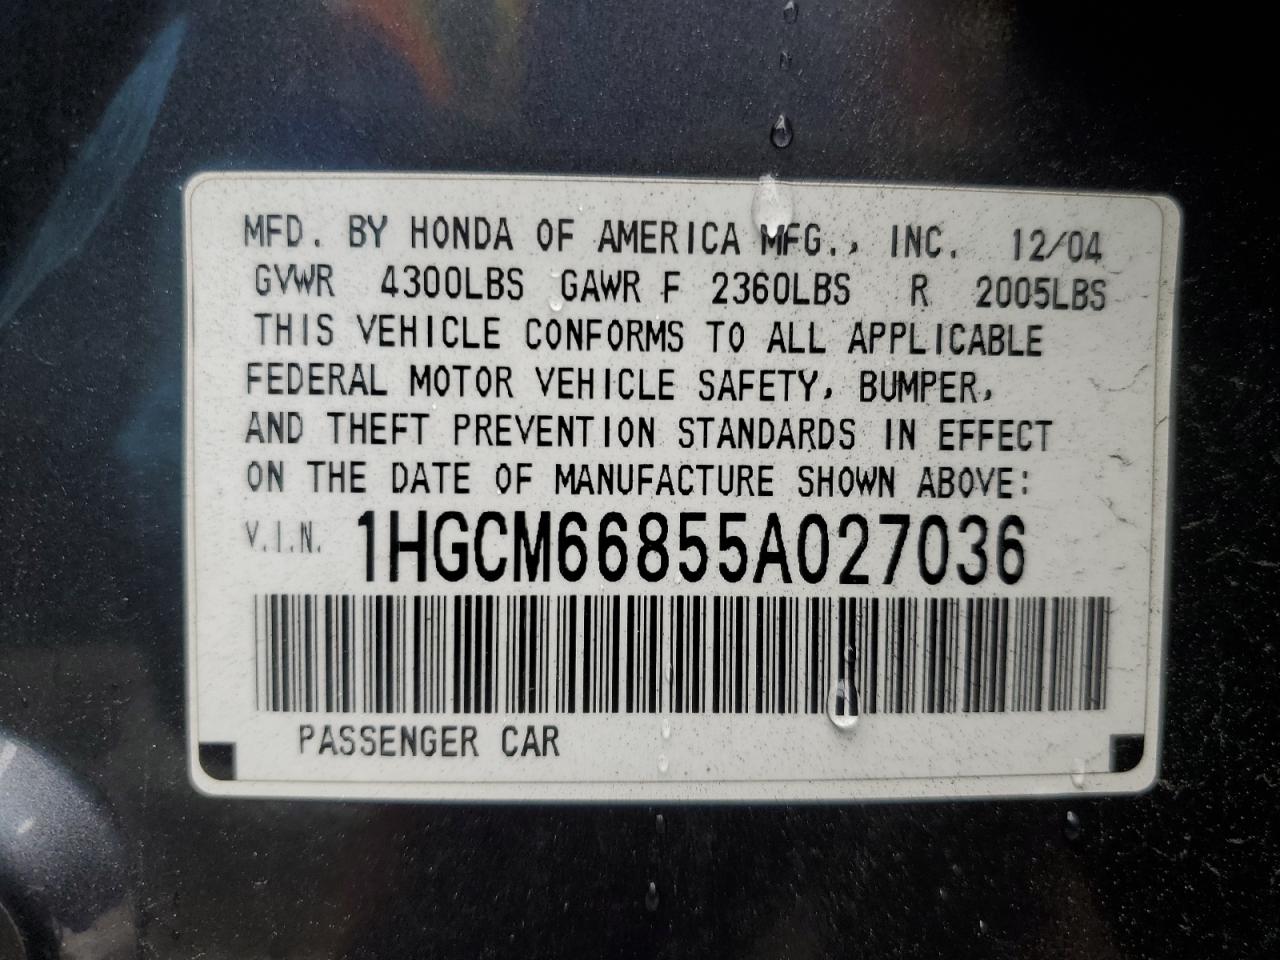 MFD. BY HONDA OF AMERICA MFG., INC. 12/04
GVWR 4300LBS GAWR F 2360LBS R 2005LBS
THIS VEHICLE CONFORMS TO ALL APPLICABLE
FEDERAL MOTOR VEHICLE SAFETY, BUMPER,
AND THEFT PREVENTION STANDARDS IN EFFECT
ON THE DATE OF MANUFACTURE SHOWN ABOVE:
V.I.N. 1HGCM66855A027036
PASSENGER CAR